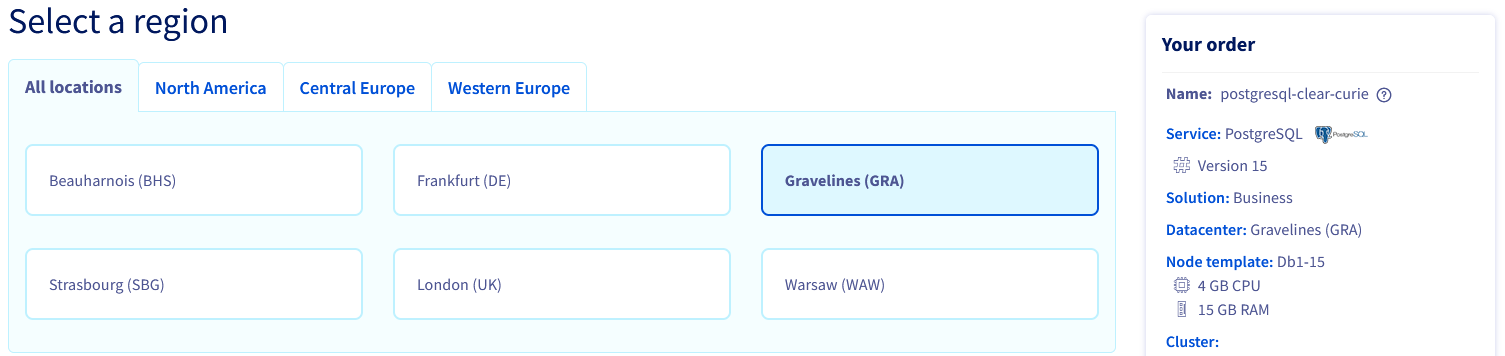 Select a region
All locations
North America
Central Europe
Western Europe
Beauharnois (BHS)
Frankfurt (DE)
Gravelines (GRA)
Strasbourg (SBG)
London (UK)
Warsaw (WAW)
Your order
Name: postgresql-clear-curie
Service: PostgreSQL PostgreSQL
Version 15
Solution: Business
Datacenter: Gravelines (GRA)
Node template: Db1-15
4 GB CPU
15 GB RAM
Cluster: